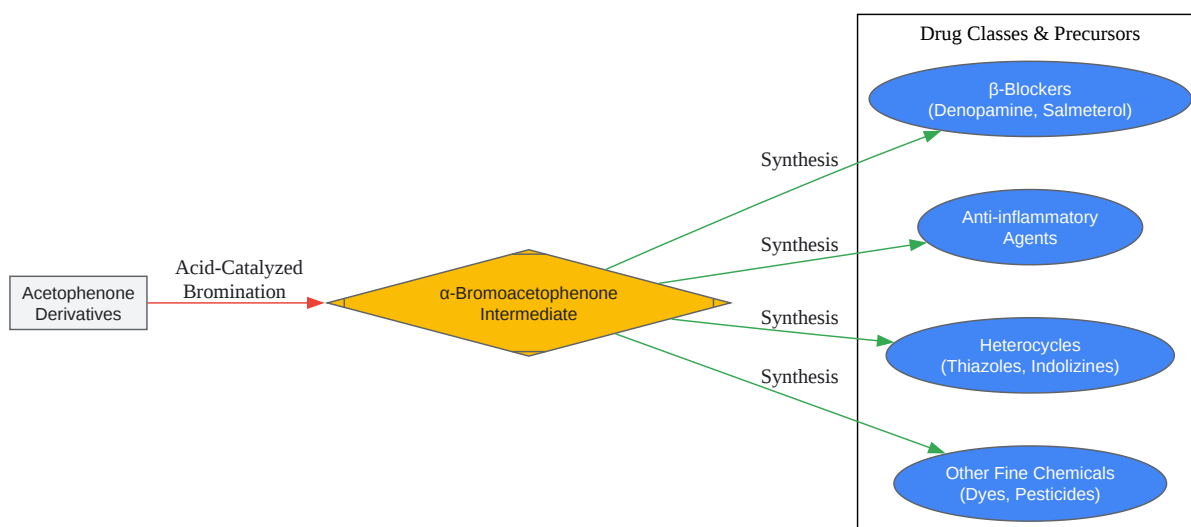 Drug Classes & Precursors
β-Blockers
(Denopamine, Salmeterol)
Synthesis
Anti-inflammatory
Agents
Synthesis
Acid-Catalyzed
Bromination
Acetophenone
Derivatives
α-Bromoacetophenone
Intermediate
Synthesis
Heterocycles
(Thiazoles, Indolizines)
Synthesis
Other Fine Chemicals
(Dyes, Pesticides)